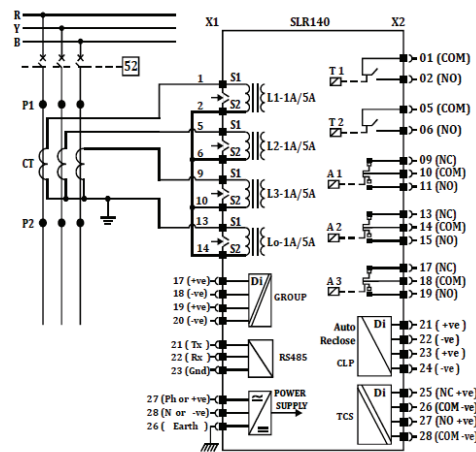 X1 SLR140 X2
R
Y
B
52
P1
CT
P2
1 S1
2 S2
L1-1A/5A
5 S1
6 S2
L2-1A/5A
9 S1
10 S2
L3-1A/5A
13 S1
14 S2
Lo-1A/5A
17 (+ve)
18 (-ve)
19 (+ve)
20 (-ve)
Di
GROUP
21 ( Tx )
22 ( Rx )
23 (Gnd)
RS485
27 (Ph or +ve)
28 (N or -ve)
26 ( Earth )
POWER
SUPPLY
T 1
01 (COM)
02 (NO)
T 2
05 (COM)
06 (NO)
A 1
09 (NC)
10 (COM)
11 (NO)
A 2
13 (NC)
14 (COM)
15 (NO)
A 3
17 (NC)
18 (COM)
19 (NO)
Auto
Reclose
CLP
Di
21 ( +ve)
22 (-ve)
23 (+ve)
24 (-ve)
Di
TCS
25 (NC +ve)
26 (COM -ve)
27 (NO +ve)
28 (COM -ve)